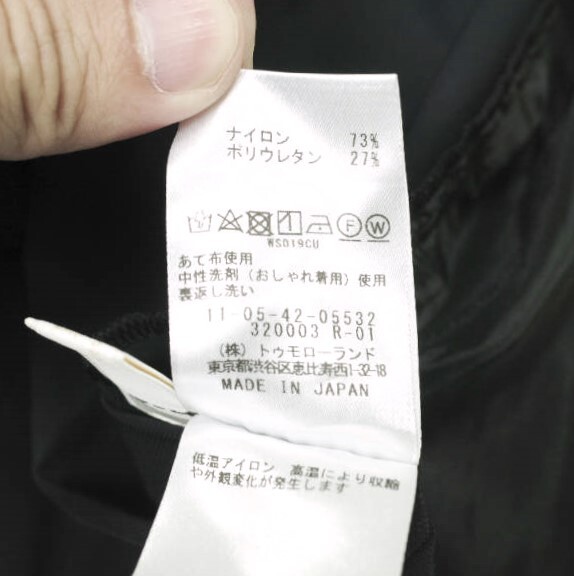 ナイロン 73%
ポリウレタン 27%
F W
WS019CU
あて布使用
中性洗剤（おしゃれ着用）使用
裏返し洗い
11-05-42-05532
320003 R-01
（株）トゥモローランド
東京都渋谷区恵比寿西1-32-18
MADE IN JAPAN
低温アイロン 高温により収縮
や外観変化が発生します